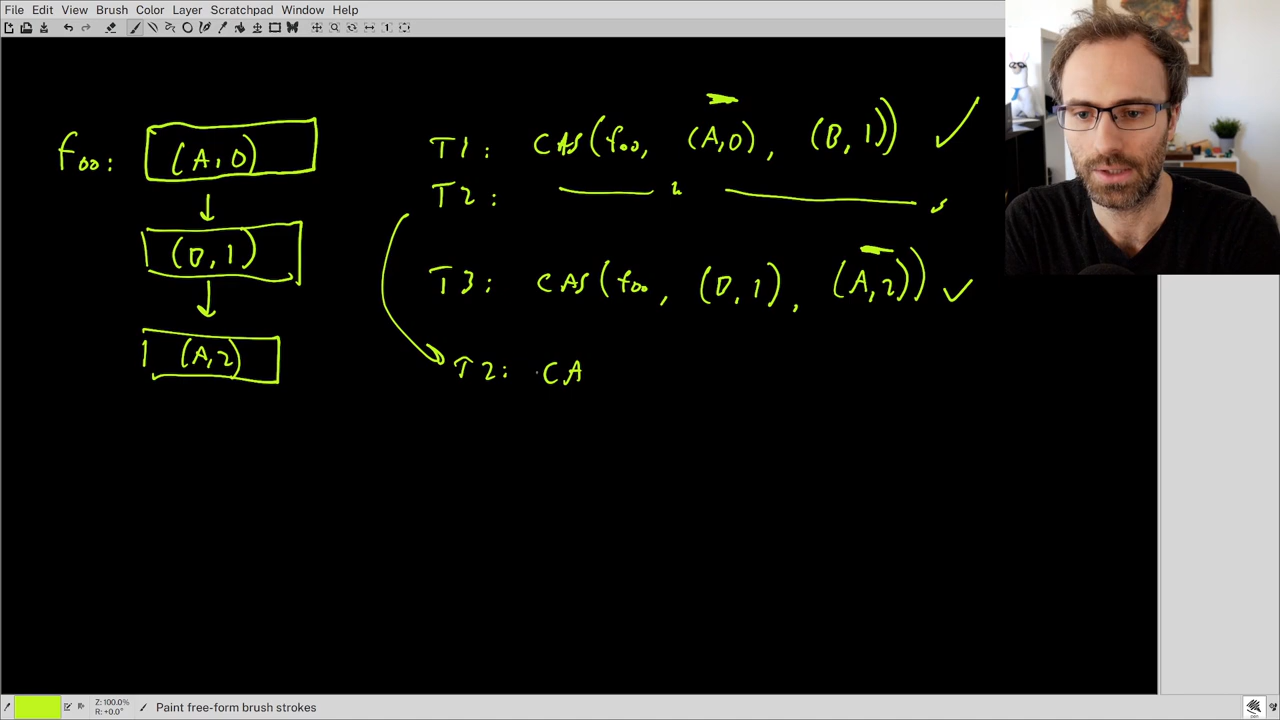 File Edit View Brush Color Layer Scratchpad Window Help
foo: (A, 0)
(B, 1)
(A, 2)
T1: CAS(foo, (A, 0), (B, 1))
T2:
T3: CAS(foo, (B, 1), (A, 2))
T2: CA
Z: 100.0%
R: +0.0°
Paint free-form brush strokes